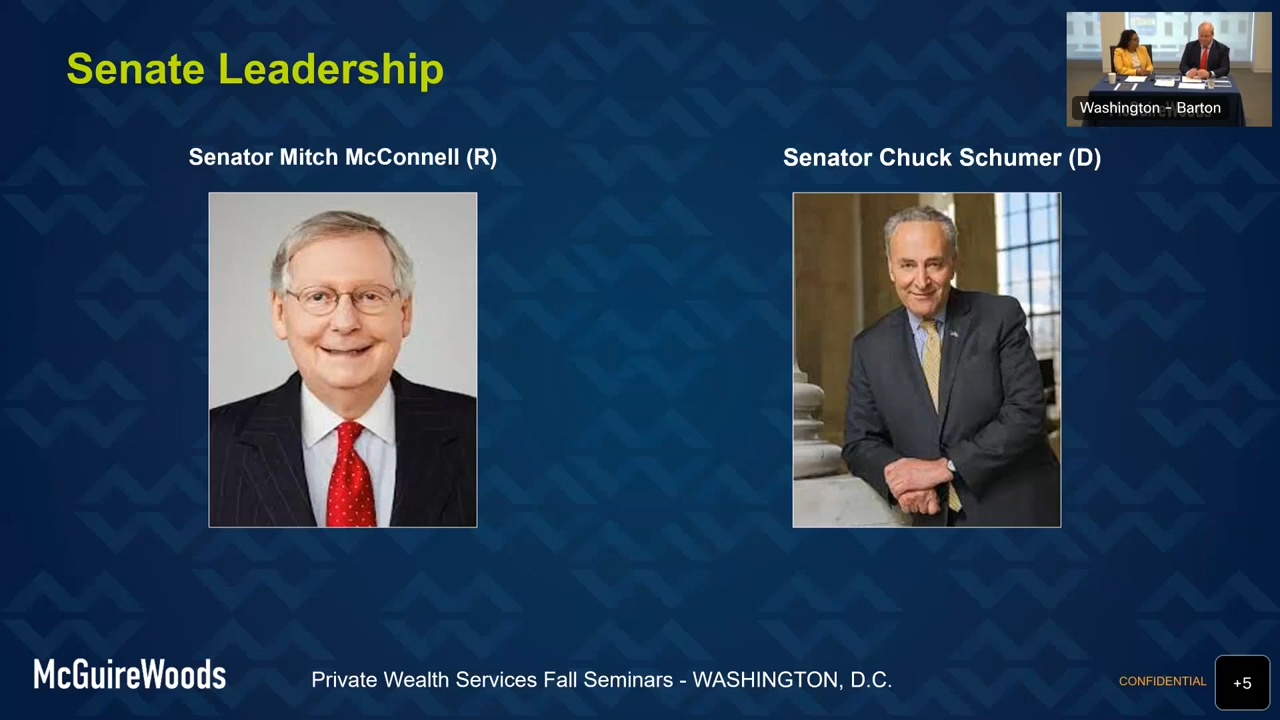 Senate Leadership
Washington - Barton
Senator Mitch McConnell (R)
Senator Chuck Schumer (D)
McGuireWoods
Private Wealth Services Fall Seminars - WASHINGTON, D.C.
CONFIDENTIAL
+5